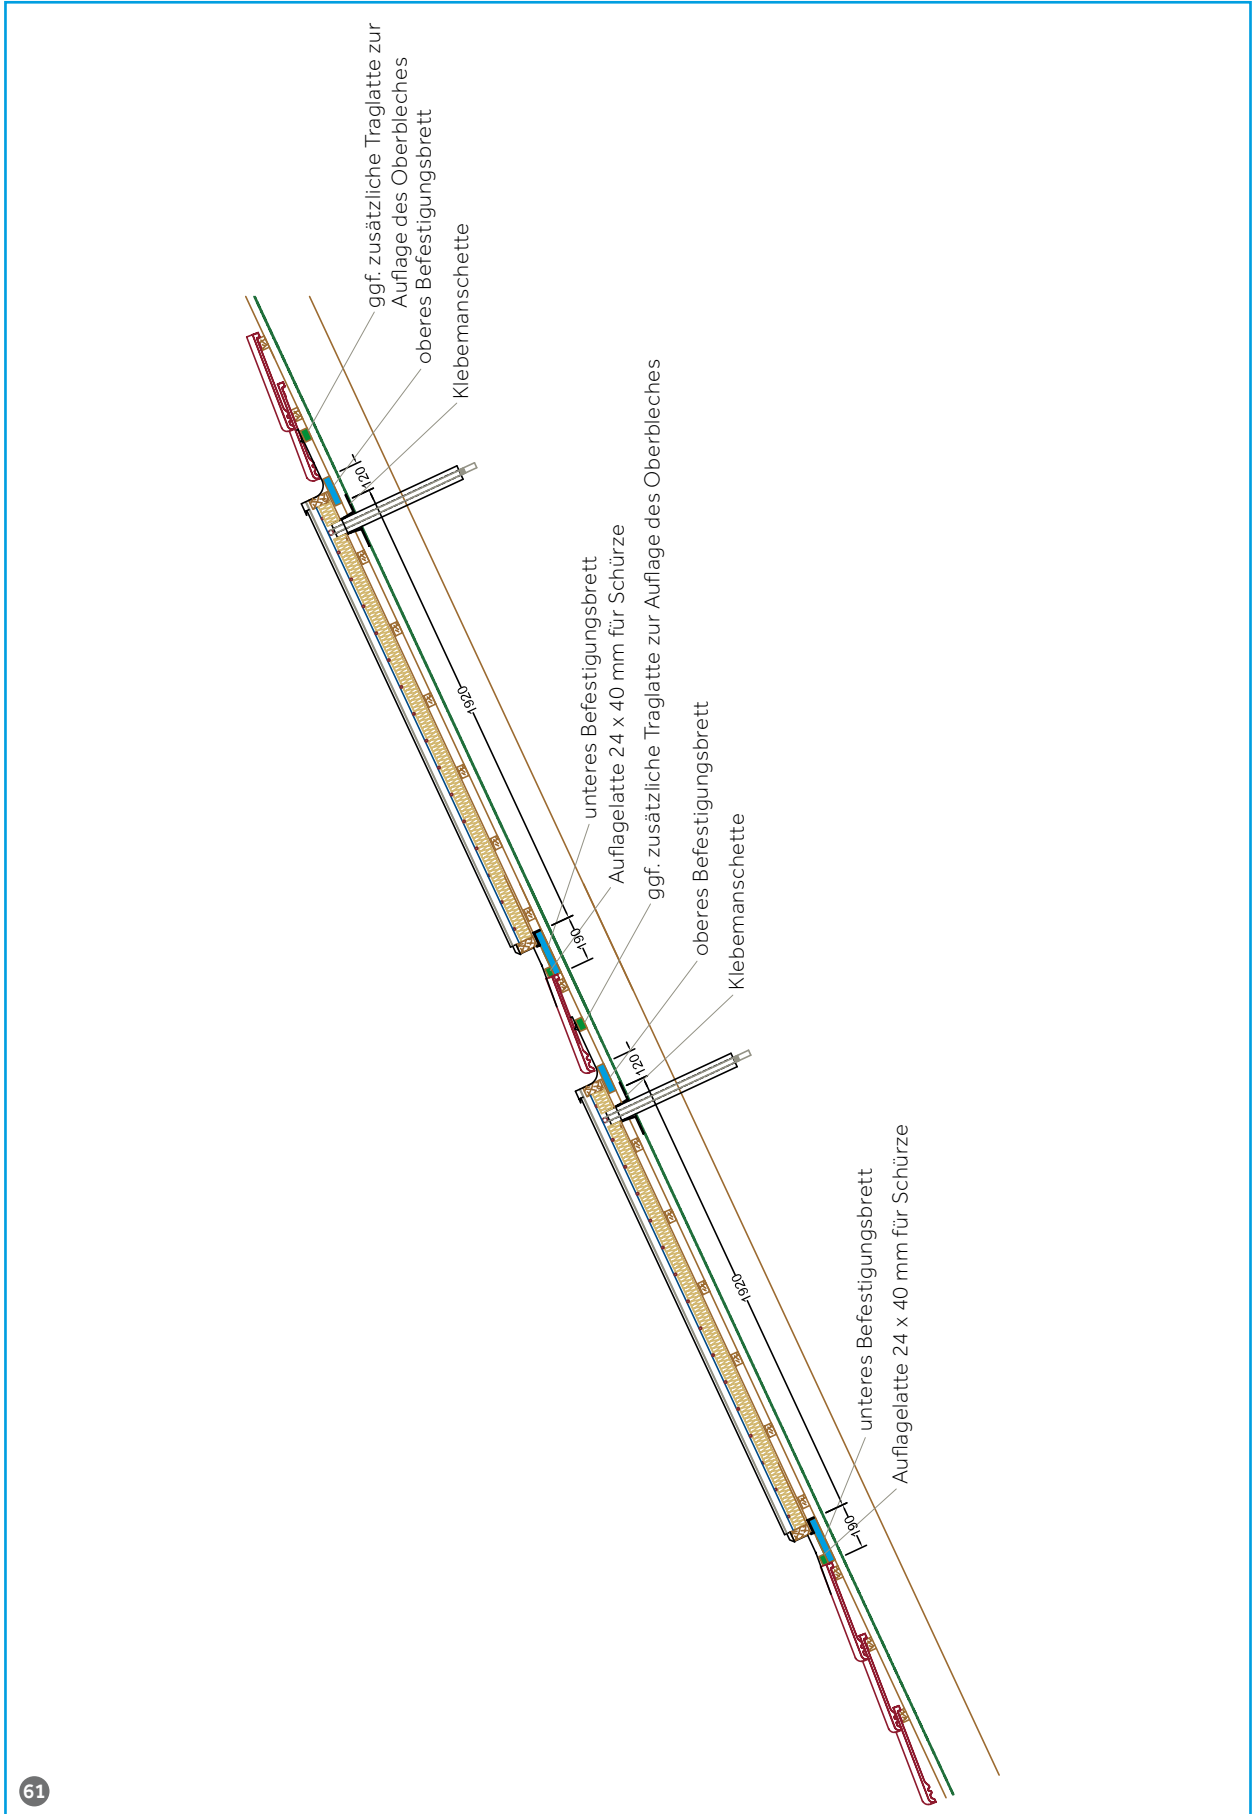 ggf. zusätzliche Traglatte zur
Auflage des Oberbleches
oberes Befestigungsbrett
Klebemanschette
120
1920
unteres Befestigungsbrett
Auflagelatte 24 x 40 mm für Schürze
ggf. zusätzliche Traglatte zur Auflage des Oberbleches
190
oberes Befestigungsbrett
Klebemanschette
120
1920
unteres Befestigungsbrett
Auflagelatte 24 x 40 mm für Schürze
190
61